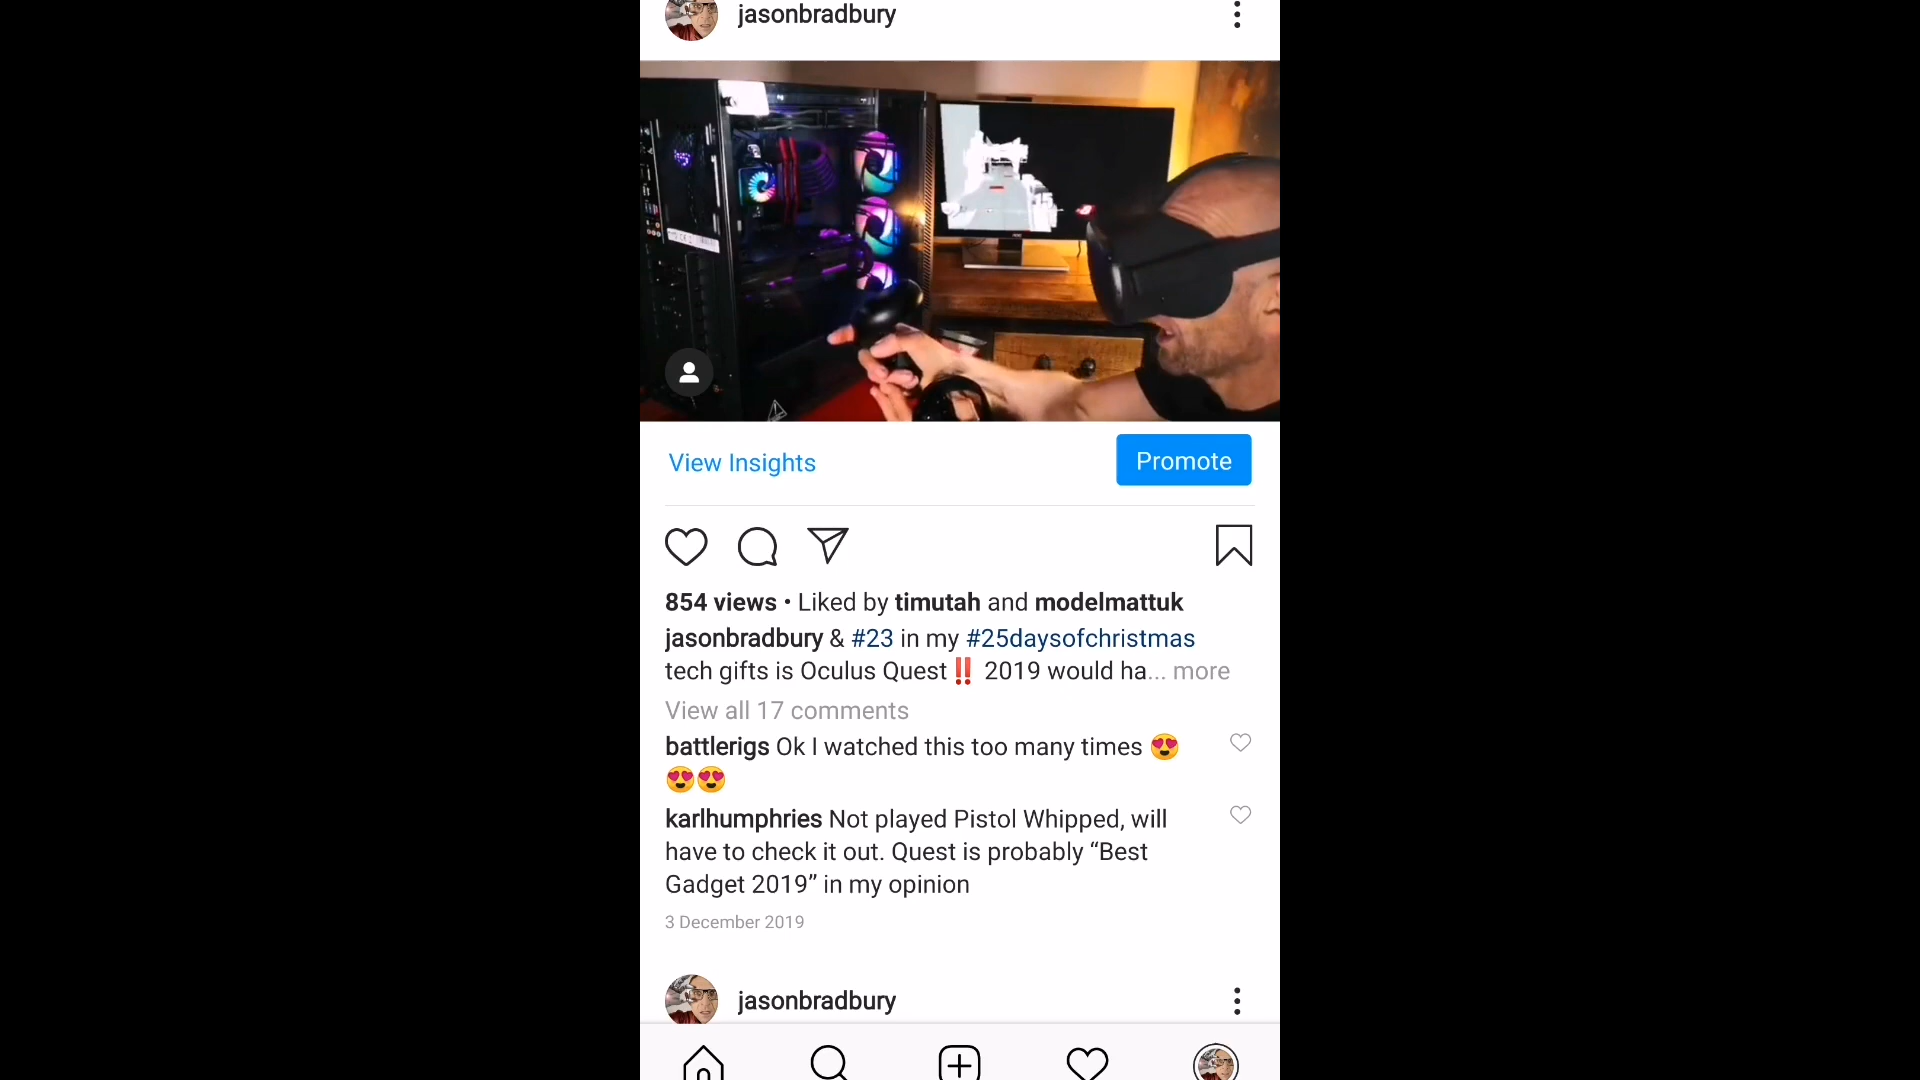 jasonbradbury
View Insights
Promote
854 views • Liked by timutah and modelmattuk
jasonbradbury & #23 in my #25daysofchristmas
tech gifts is Oculus Quest‼️ 2019 would ha... more
View all 17 comments
battlerigs Ok I watched this too many times 😍
😍😍
karlhumphries Not played Pistol Whipped, will
have to check it out. Quest is probably “Best
Gadget 2019” in my opinion
3 December 2019
jasonbradbury